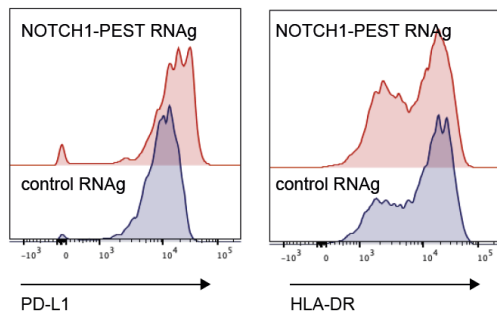 NOTCH1-PEST RNAg
control RNAg
-10³ 0 10³ 10⁴ 10⁵
PD-L1
NOTCH1-PEST RNAg
control RNAg
-10³ 0 10³ 10⁴ 10⁵
HLA-DR